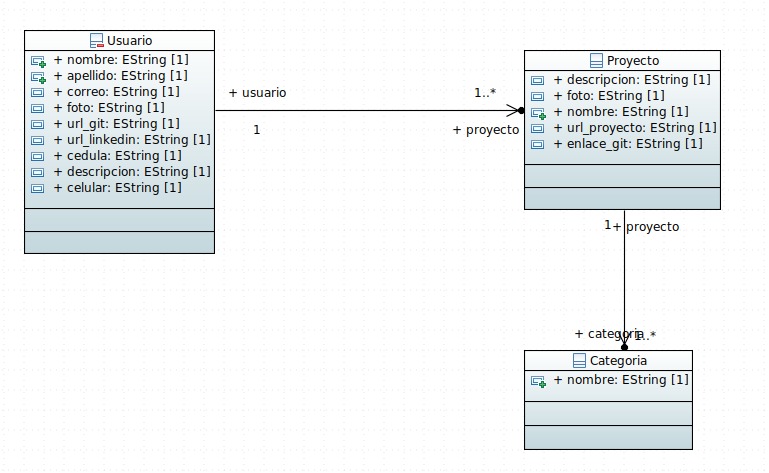 Usuario
+ nombre: EString [1]
+ apellido: EString [1]
+ correo: EString [1]
+ foto: EString [1]
+ url_git: EString [1]
+ url_linkedin: EString [1]
+ cedula: EString [1]
+ descripcion: EString [1]
+ celular: EString [1]
+ usuario
1
1..*
+ proyecto
Proyecto
+ descripcion: EString [1]
+ foto: EString [1]
+ nombre: EString [1]
+ url_proyecto: EString [1]
+ enlace_git: EString [1]
1
+ proyecto
+ categoria
1..*
Categoria
+ nombre: EString [1]